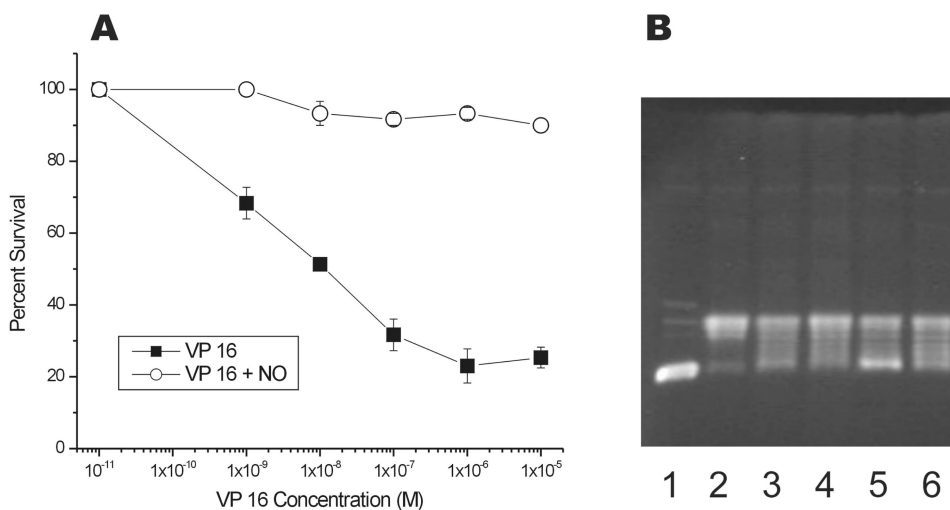 A
B
100
80
60
40
20
0
Percent Survival
VP 16
VP 16 + NO
10⁻¹¹ 1x10⁻¹⁰ 1x10⁻⁹ 1x10⁻⁸ 1x10⁻⁷ 1x10⁻⁶ 1x10⁻⁵
VP 16 Concentration (M)
1 2 3 4 5 6